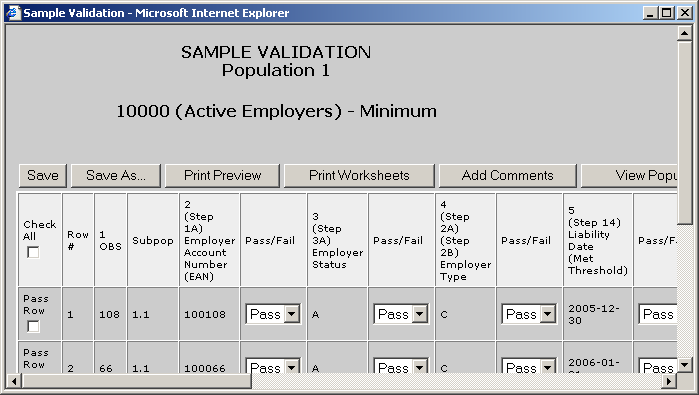 Sample Validation - Microsoft Internet Explorer
SAMPLE VALIDATION
Population 1
10000 (Active Employers) - Minimum
Save Save As... Print Preview Print Worksheets Add Comments View Popu
Check All Row # 1 OBS Subpop 2 (Step 1A) Employer Account Number (EAN) Pass/Fail 3 (Step 3A) Employer Status Pass/Fail 4 (Step 2A) (Step 2B) Employer Type Pass/Fail 5 (Step 14) Liability Date (Met Threshold) Pass/F
Pass Row 1 108 1.1 100108 Pass A Pass C Pass 2005-12-30 Pass
Pass Row 2 66 1.1 100066 Pass A Pass C Pass 2006-01- Pass